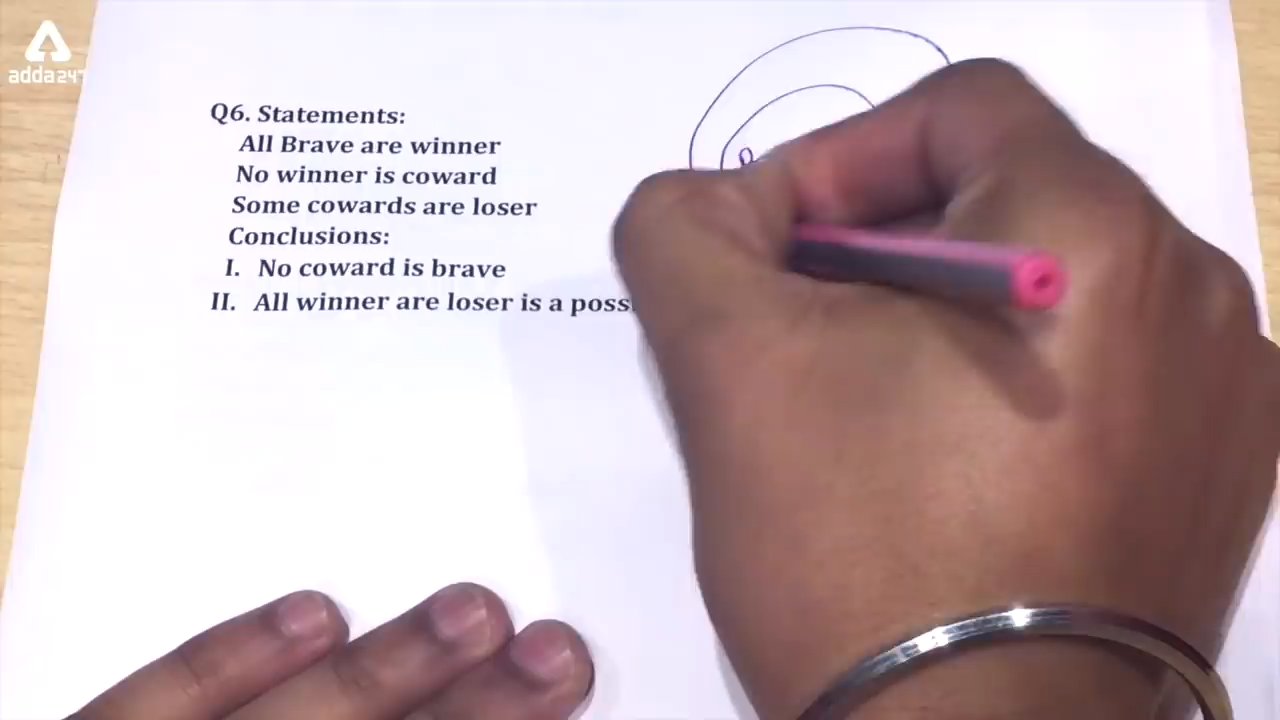 adda247
Q6. Statements:
All Brave are winner
No winner is coward
Some cowards are loser
Conclusions:
I. No coward is brave
II. All winner are loser is a